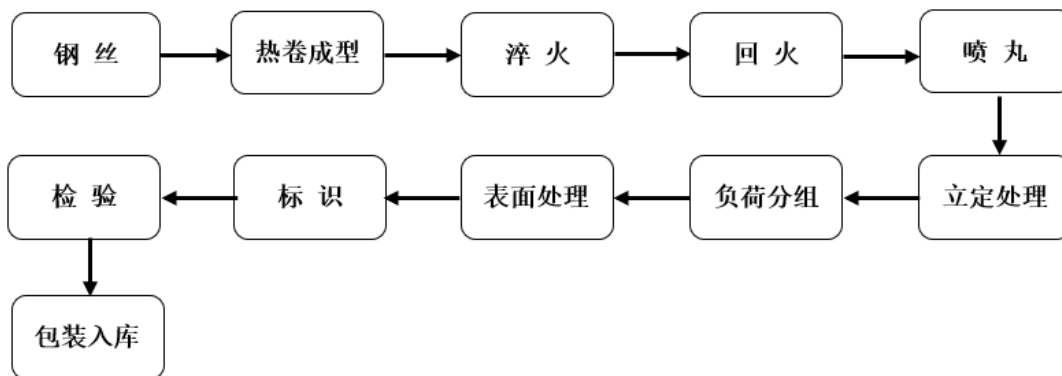 钢 丝
热卷成型
淬 火
回 火
喷 丸
立定处理
负荷分组
表面处理
标 识
检 验
包装入库